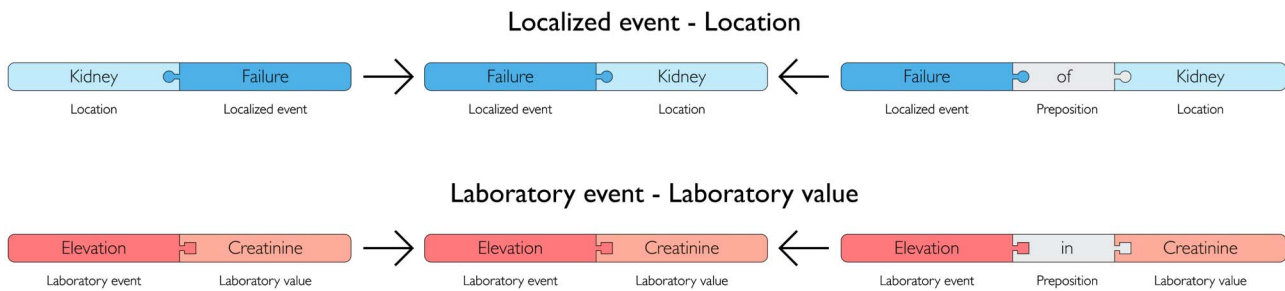 Localized event - Location
Kidney Failure Failure Kidney Failure of Kidney
Location Localized event Localized event Location Localized event Preposition Location
Laboratory event - Laboratory value
Elevation Creatinine Elevation Creatinine Elevation in Creatinine
Laboratory event Laboratory value Laboratory event Laboratory value Laboratory event Preposition Laboratory value